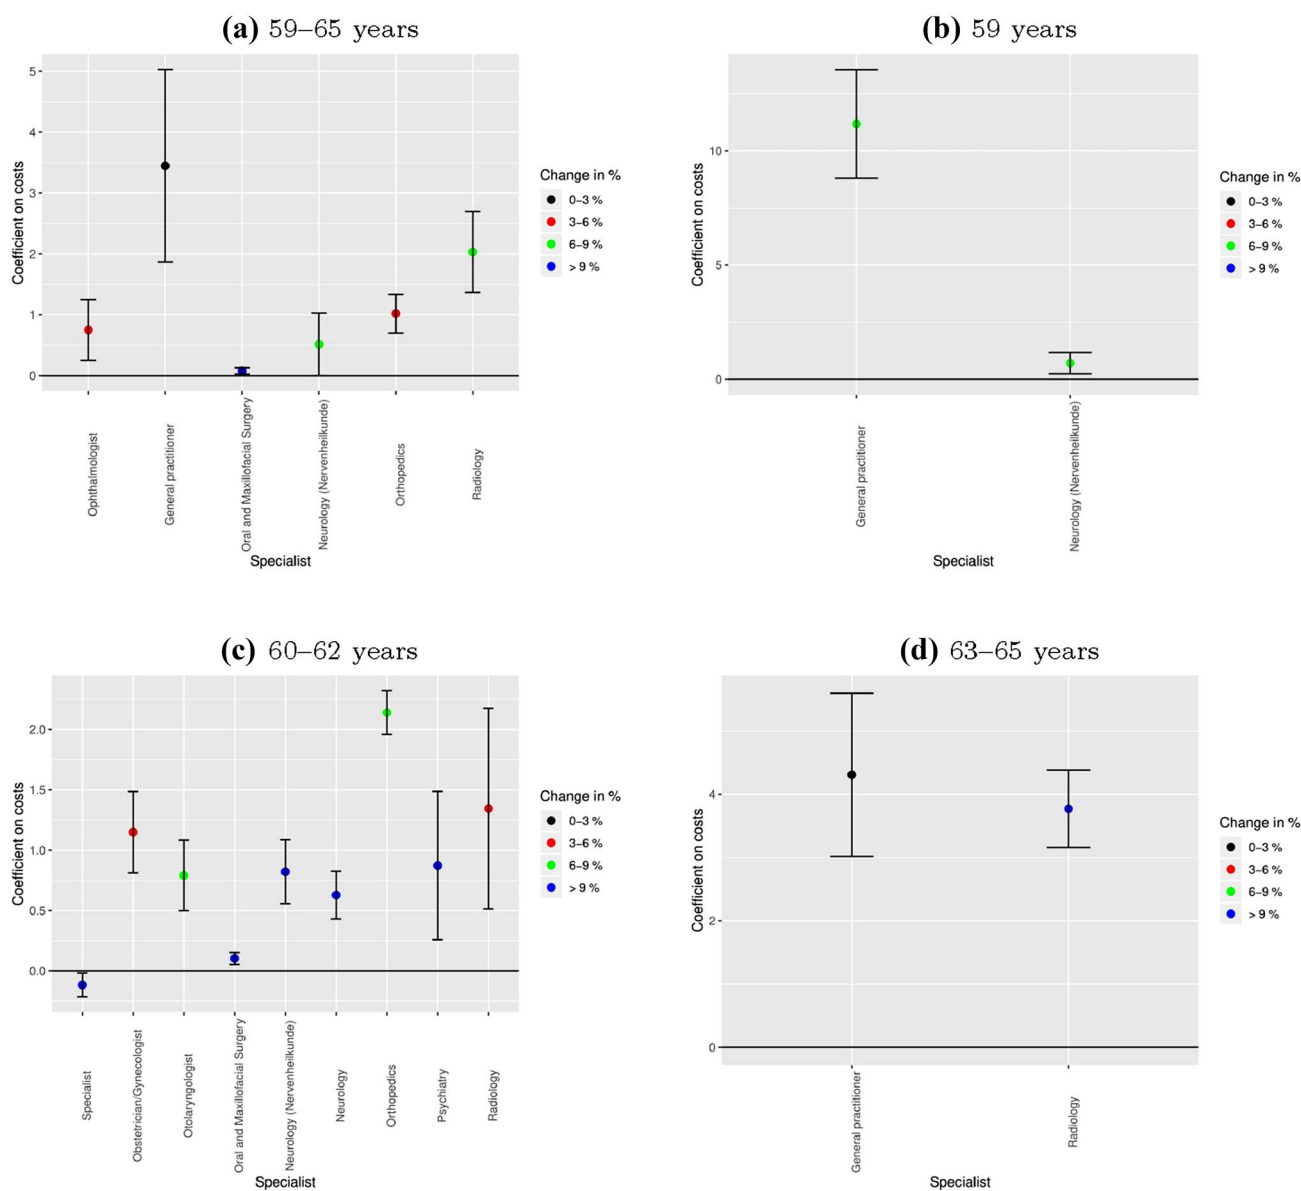 (a) 59–65 years
Coefficient on costs
5
4
3
2
1
0
Ophthalmologist
General practitioner
Oral and Maxillofacial Surgery
Neurology (Nervenheilkunde)
Orthopedics
Radiology
Specialist
Change in %
0–3 %
3–6 %
6–9 %
> 9 %
(b) 59 years
Coefficient on costs
10
5
0
General practitioner
Neurology (Nervenheilkunde)
Specialist
Change in %
0–3 %
3–6 %
6–9 %
> 9 %
(c) 60–62 years
Coefficient on costs
2.0
1.5
1.0
0.5
0.0
Specialist
Obstetrician/Gynecologist
Otolaryngologist
Oral and Maxillofacial Surgery
Neurology (Nervenheilkunde)
Neurology
Orthopedics
Psychiatry
Radiology
Specialist
Change in %
0–3 %
3–6 %
6–9 %
> 9 %
(d) 63–65 years
Coefficient on costs
4
2
0
General practitioner
Radiology
Specialist
Change in %
0–3 %
3–6 %
6–9 %
> 9 %